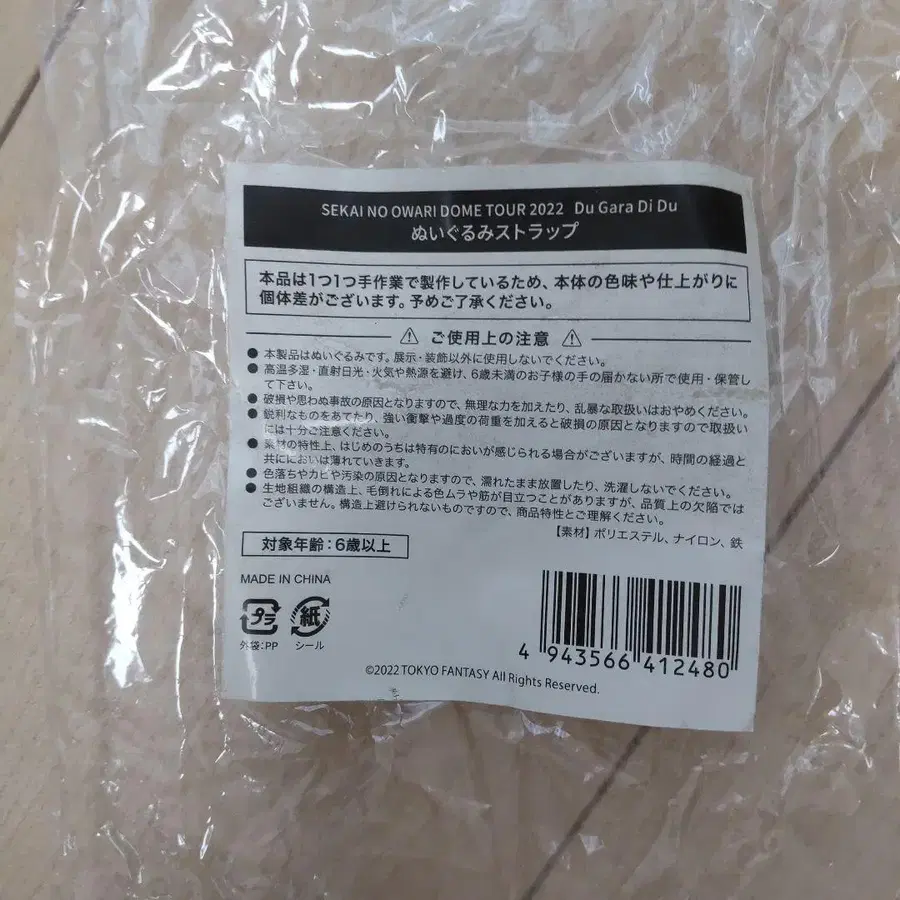 SEKAI NO OWARI DOME TOUR 2022 Du Gara Di Du
ぬいぐるみストラップ
本品は1つ1つ手作業で製作しているため、本体の色味や仕上がりに
個体差がございます。予めご了承ください。
⚠ ご使用上の注意 ⚠
● 本製品はぬいぐるみです。展示・装飾以外に使用しないでください。
● 高温多湿・直射日光・火気や熱源を避け、6歳未満のお子様の手の届かない所で使用・保管し
て下さい。
● 破損や思わぬ事故の原因となりますので、無理な力を加えたり、乱暴な取扱いはおやめください。
● 鋭利なものをあてたり、強い衝撃や過度の荷重を加えると破損の原因となりますので取扱い
には十分ご注意ください。
● 素材の特性上、はじめのうちは特有のにおいが感じられる場合がございますが、時間の経過と
共ににおいは薄れていきます。
● 色落ちやカビや汚染の原因となりますので、濡れたまま放置したり、洗濯しないでください。
● 生地組織の構造上、毛倒れによる色ムラや筋が目立つことがありますが、品質上の欠陥では
ございません。構造上避けられないものですので、商品特性とご理解ください。
【素材】ポリエステル、ナイロン、鉄
対象年齢:6歳以上
MADE IN CHINA
プラ 紙
外袋:PP シール
4 943566 412480
©2022 TOKYO FANTASY All Rights Reserved.